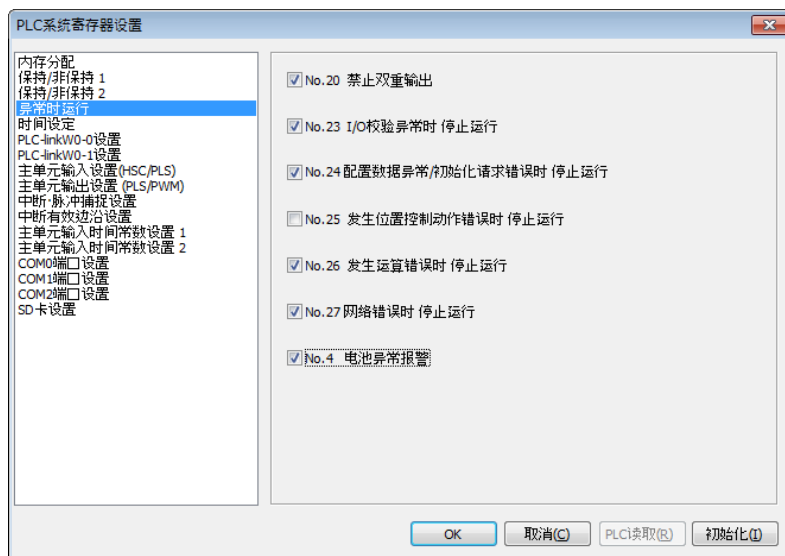 PLC系统寄存器设置
内存分配
保持/非保持 1
保持/非保持 2
异常时运行
时间设定
PLC-linkW0-0设置
PLC-linkW0-1设置
主单元输入设置(HSC/PLS)
主单元输出设置 (PLS/PWM)
中断·脉冲捕捉设置
中断有效边沿设置
主单元输入时间常数设置 1
主单元输入时间常数设置 2
COM0端口设置
COM1端口设置
COM2端口设置
SD卡设置
No.20 禁止双重输出
No.23 I/O校验异常时 停止运行
No.24 配置数据异常/初始化请求错误时 停止运行
No.25 发生位置控制动作错误时 停止运行
No.26 发生运算错误时 停止运行
No.27 网络错误时 停止运行
No.4 电池异常报警
OK 取消(C) PLC读取(R) 初始化(I)